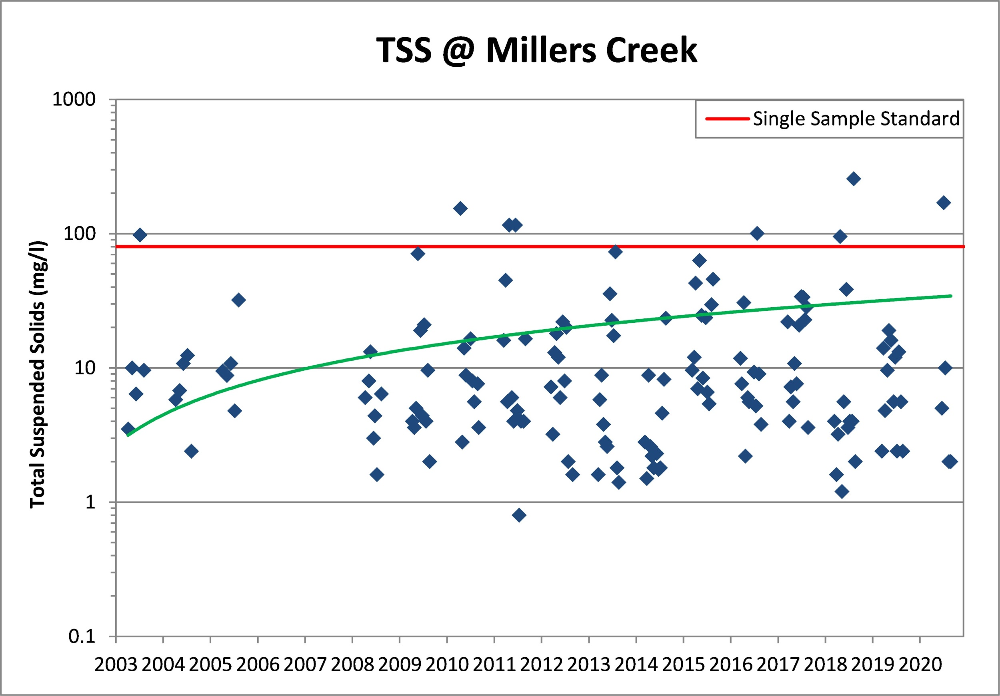 TSS @ Millers Creek
1000
Single Sample Standard
100
10
1
0.1
Total Suspended Solids (mg/l)
2003 2004 2005 2006 2007 2008 2009 2010 2011 2012 2013 2014 2015 2016 2017 2018 2019 2020